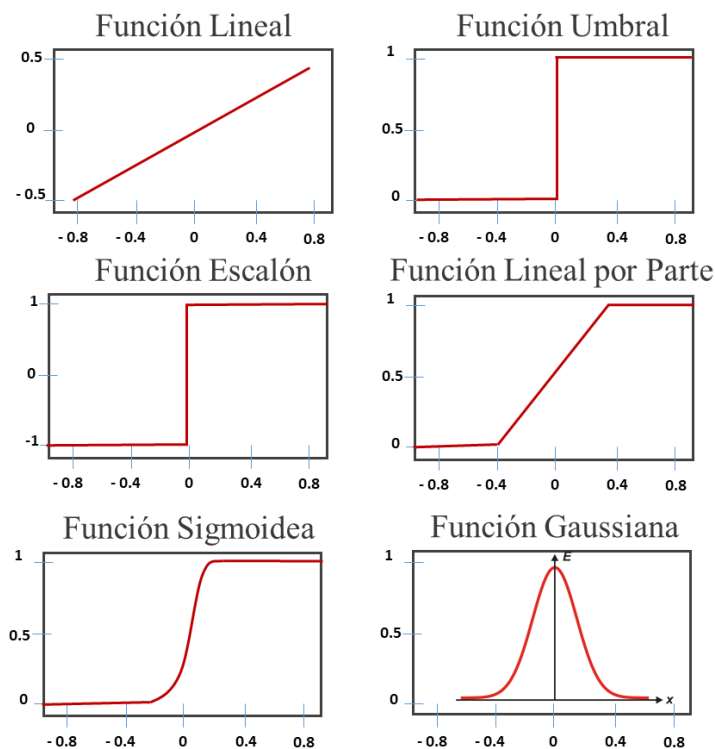 Función Lineal
0.5
0
- 0.5
- 0.8 - 0.4 0 0.4 0.8
Función Umbral
1
0.5
0
- 0.8 - 0.4 0 0.4 0.8
Función Escalón
1
0
-1
- 0.8 - 0.4 0 0.4 0.8
Función Lineal por Parte
1
0.5
0
- 0.8 - 0.4 0 0.4 0.8
Función Sigmoidea
1
0.5
0
- 0.8 - 0.4 0 0.4 0.8
Función Gaussiana
1
E
0.5
0
x
- 0.8 - 0.4 0 0.4 0.8